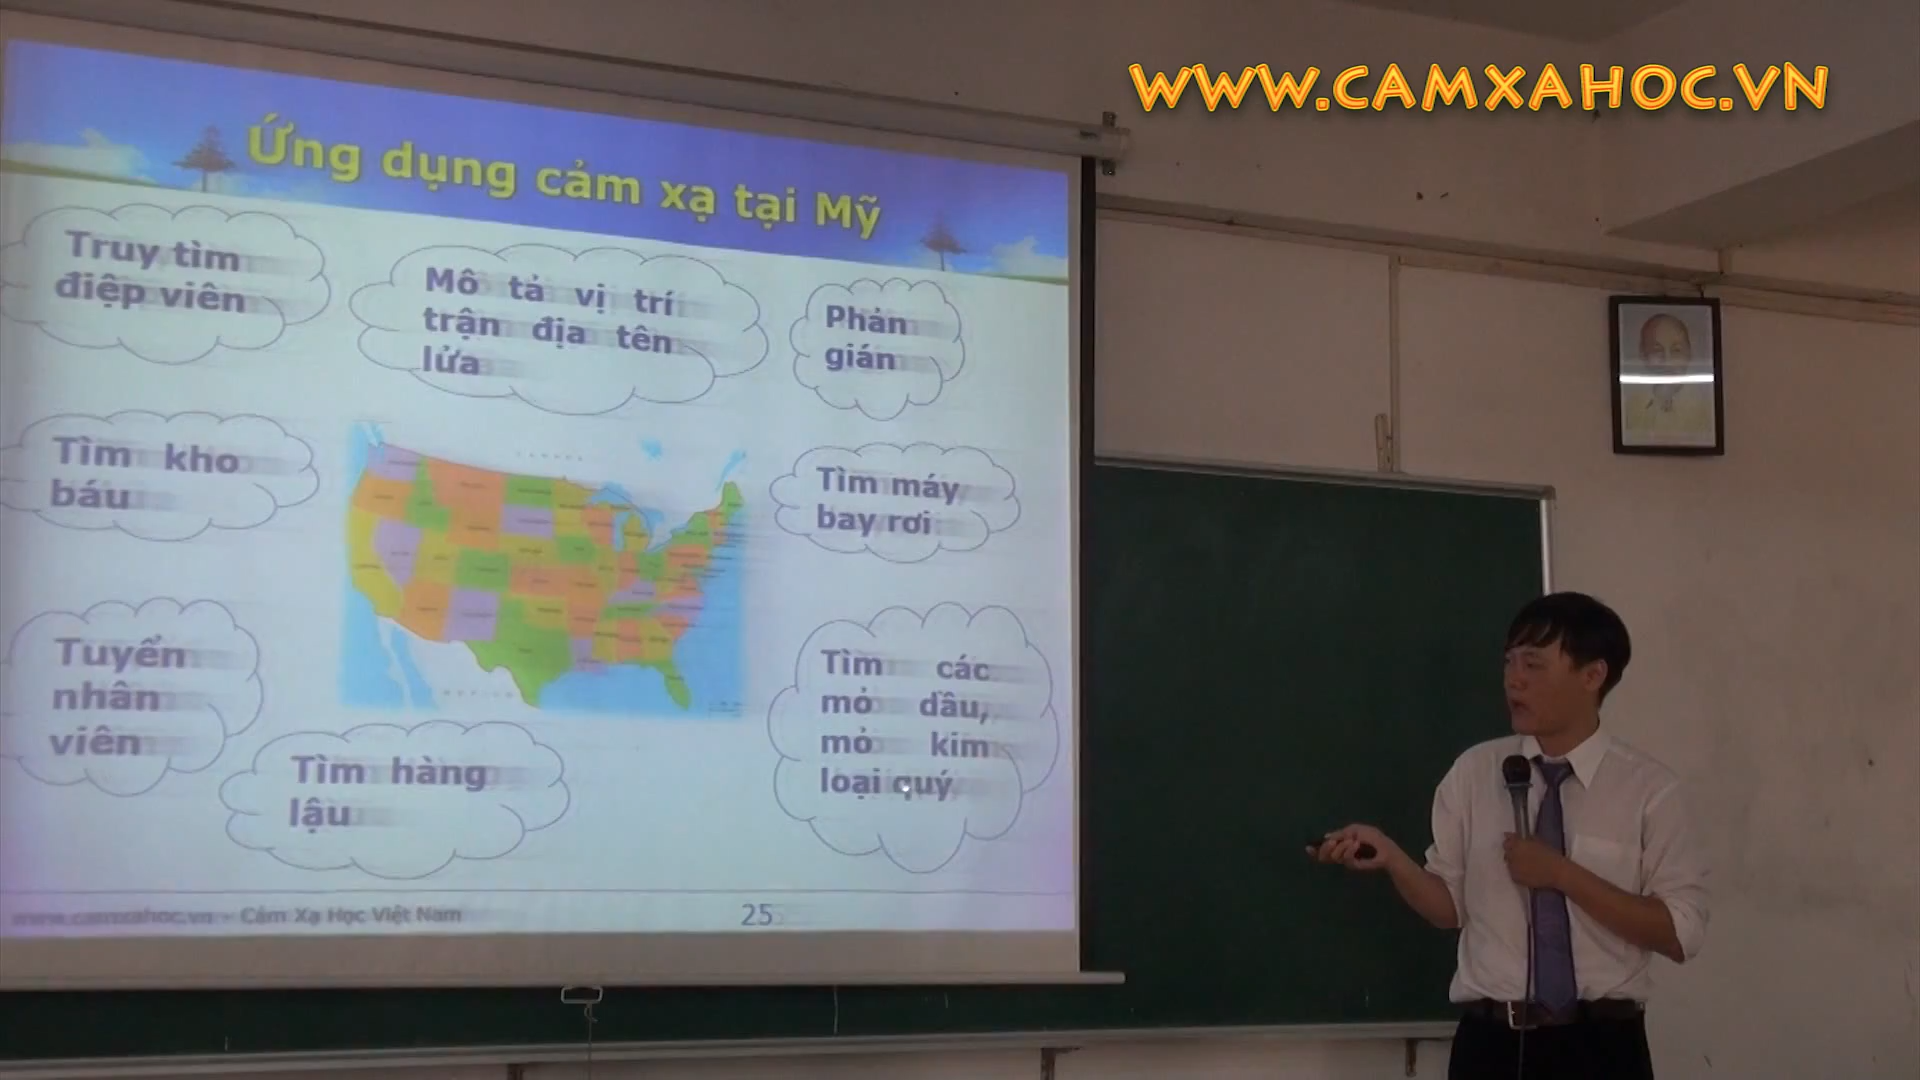 WWW.CAMXAHOC.VN
Ứng dụng cảm xạ tại Mỹ
Truy tìm
điệp viên
Mô tả vị trí
trận địa tên
lửa
Phản
gián
Tìm kho
báu
Tìm máy
bay rơi
Tuyển
nhân
viên
Tìm các
mỏ dầu,
mỏ kim
loại quý
Tìm hàng
lậu
www.camxahoc.vn - Cảm Xạ Học Việt Nam
25